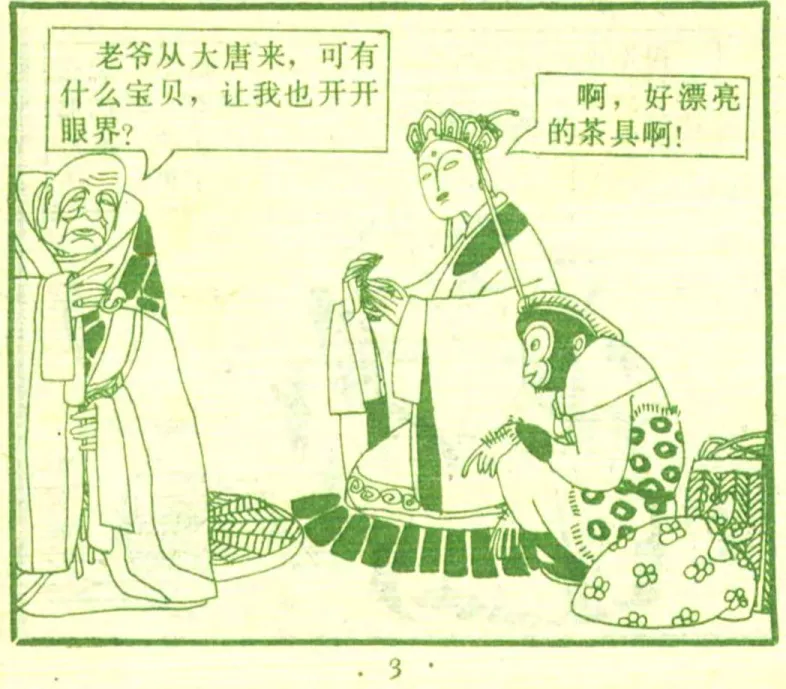 老爷从大唐来，可有
什么宝贝，让我也开开
眼界？
啊，好漂亮
的茶具啊！
· 3 ·